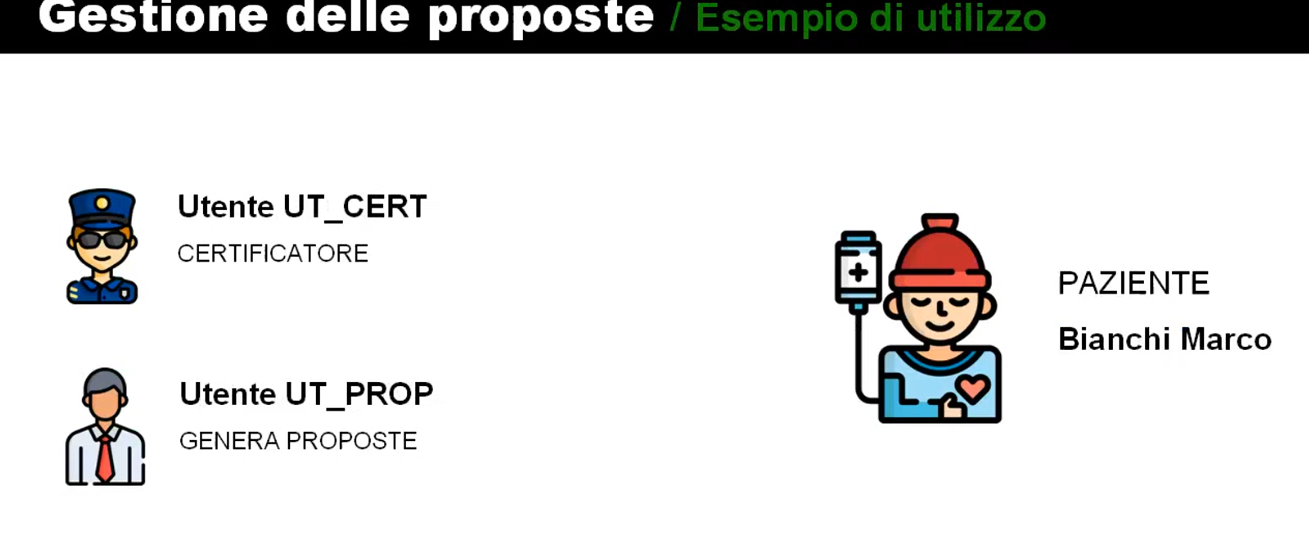 Gestione delle proposte / Esempio di utilizzo
Utente UT_CERT
CERTIFICATORE
Utente UT_PROP
GENERA PROPOSTE
PAZIENTE
Bianchi Marco